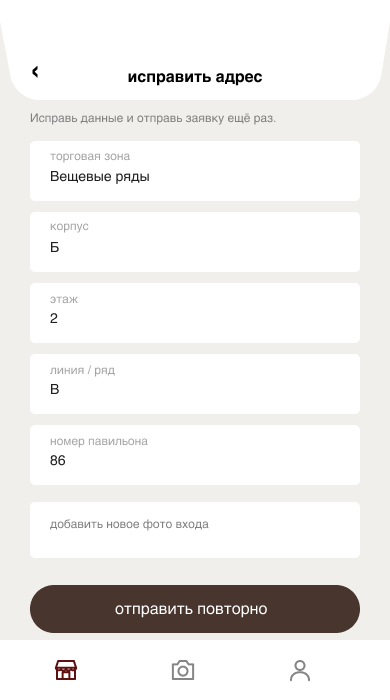 исправить адрес
Исправь данные и отправь заявку ещё раз.
торговая зона
Вещевые ряды
корпус
Б
этаж
2
линия / ряд
В
номер павильона
86
добавить новое фото входа
отправить повторно